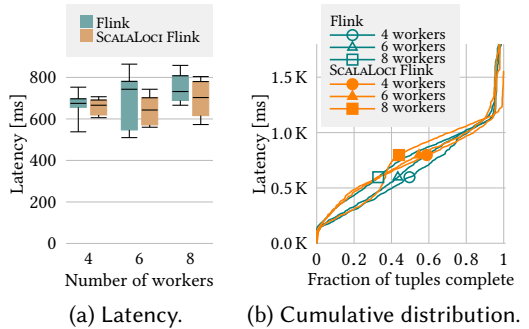 Flink
SCALALOCI Flink
Latency [ms]
800
600
400
200
0
4
6
8
Number of workers
(a) Latency.
Flink
4 workers
6 workers
8 workers
SCALALOCI Flink
4 workers
6 workers
8 workers
Latency [ms]
1.5 K
1.0 K
0.5 K
0.0 K
0
0.2
0.4
0.6
0.8
1
Fraction of tuples complete
(b) Cumulative distribution.